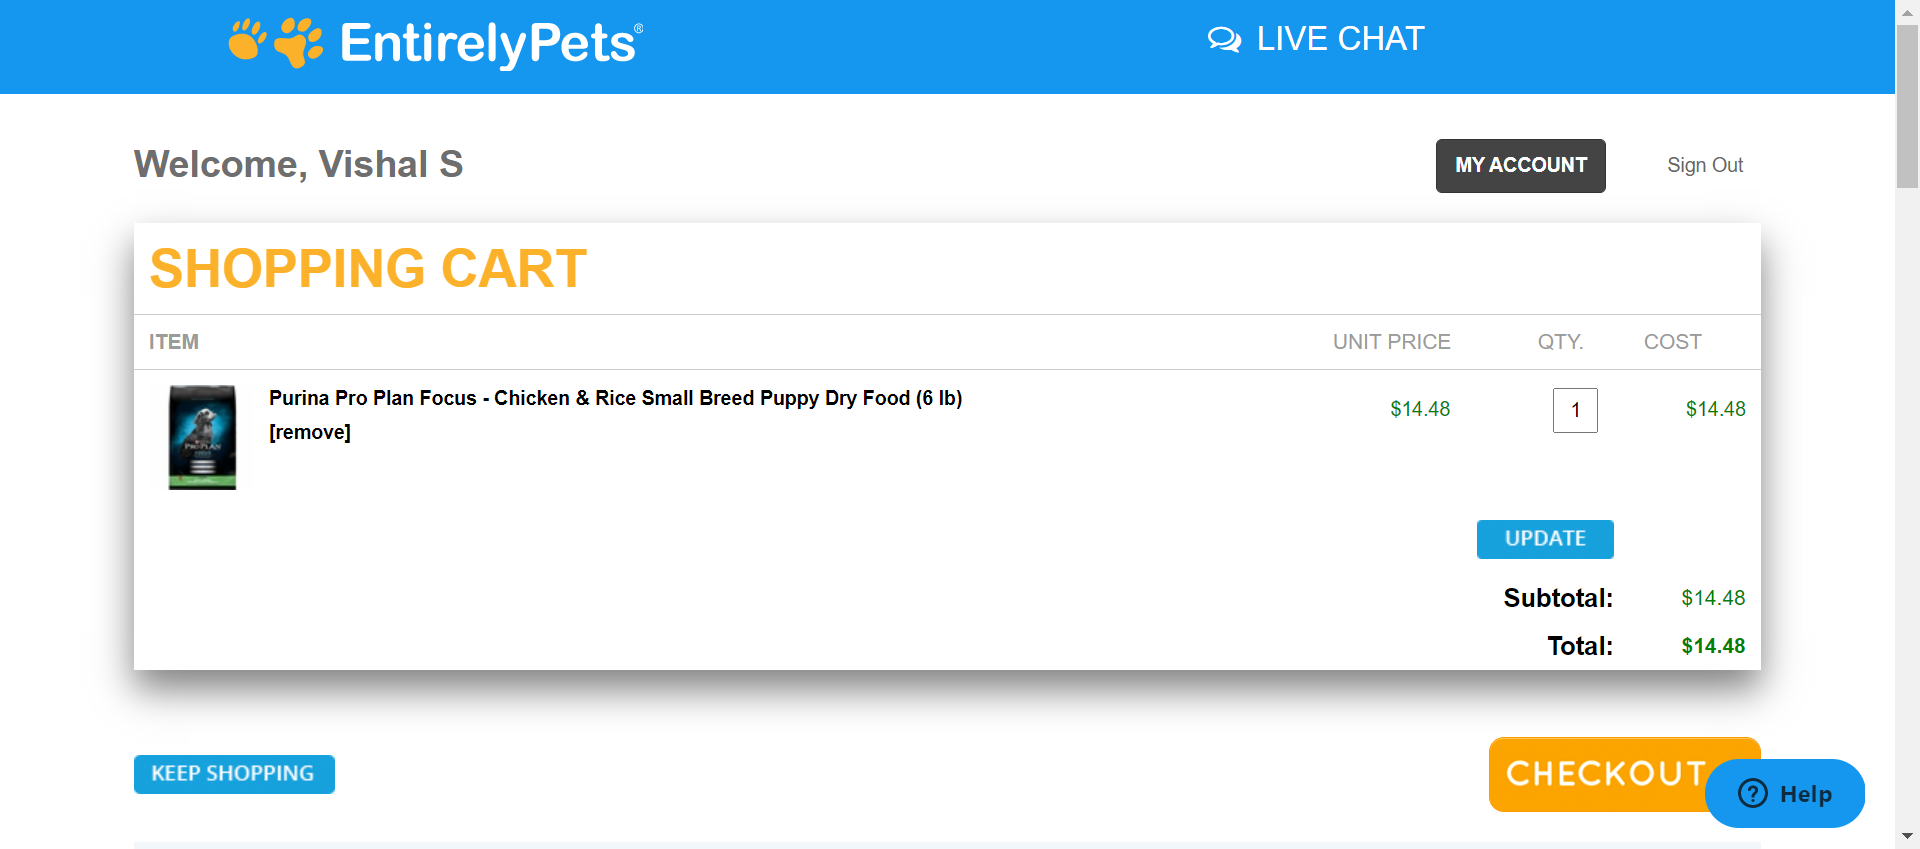 EntirelyPets®
LIVE CHAT
Welcome, Vishal S
MY ACCOUNT
Sign Out
SHOPPING CART
ITEM UNIT PRICE QTY. COST
Purina Pro Plan Focus - Chicken & Rice Small Breed Puppy Dry Food (6 lb) $14.48 1 $14.48
[remove]
PRO PLAN
UPDATE
Subtotal: $14.48
Total: $14.48
KEEP SHOPPING
CHECKOUT
Help